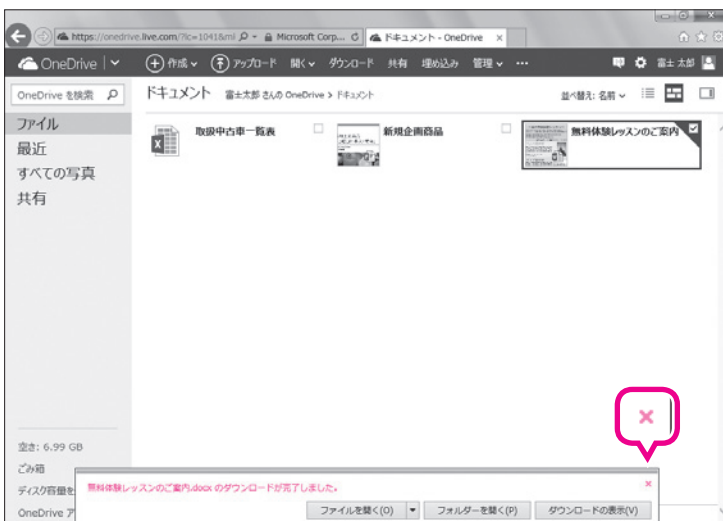 https://onedrive.live.com/?lc=1041&mi
Microsoft Corp...
ドキュメント - OneDrive
OneDrive
作成
アップロード
開く
ダウンロード
共有
埋め込み
管理
富士 太郎
OneDrive を検索
ドキュメント
富士太郎 さんの OneDrive > ドキュメント
並べ替え: 名前
ファイル
最近
すべての写真
共有
取扱中古車一覧表
新規企画商品
無料体験レッスンのご案内
空き: 6.99 GB
ごみ箱
ディスク容量を
OneDrive ア
無料体験レッスンのご案内.docx のダウンロードが完了しました。
ファイルを開く(O)
フォルダーを開く(P)
ダウンロードの表示(V)